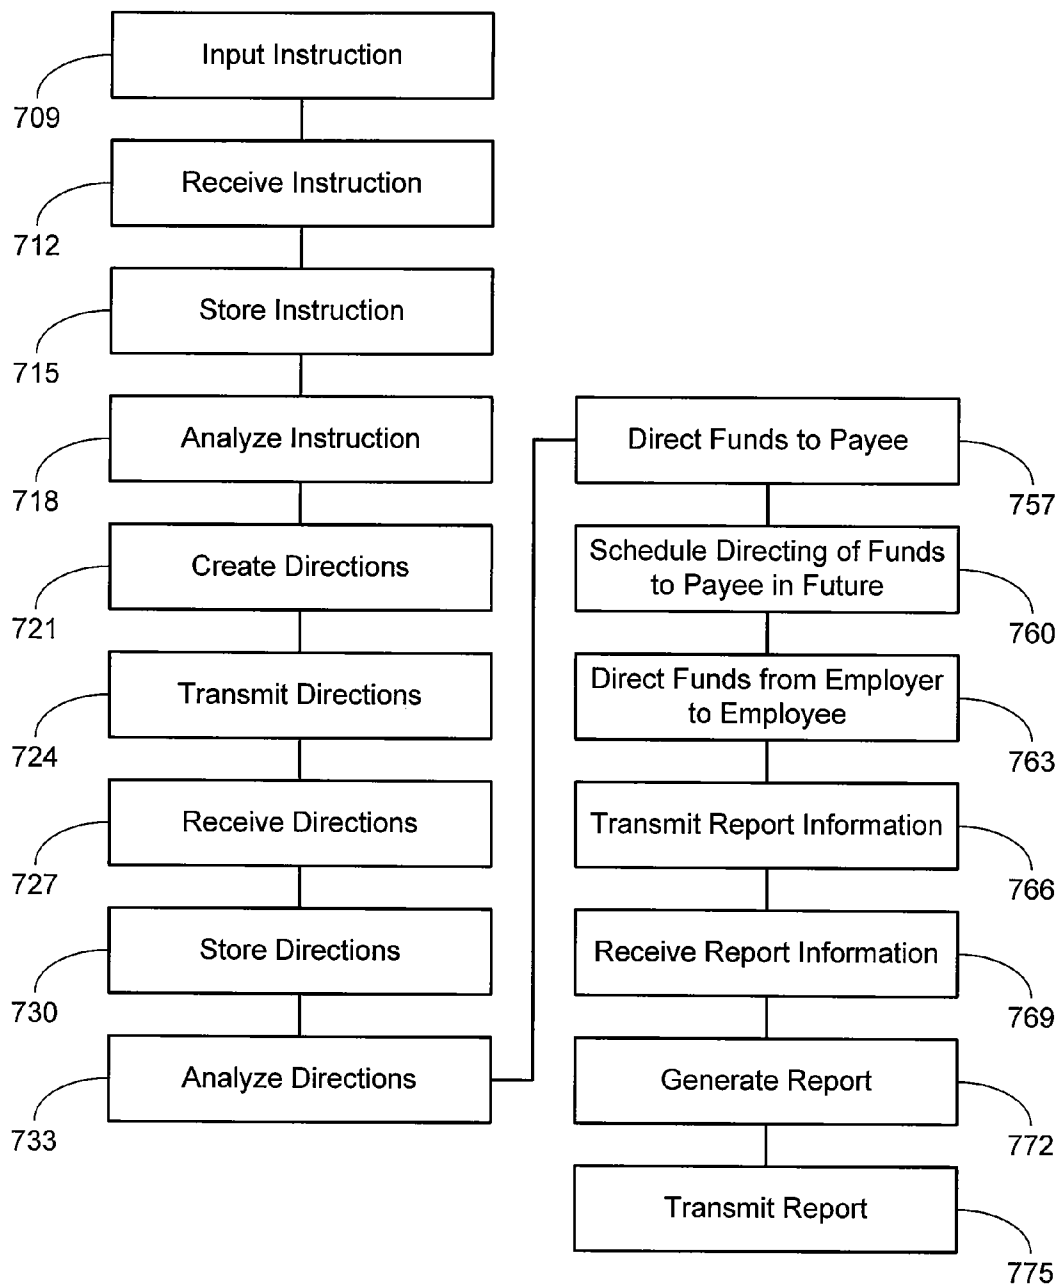 Input Instruction
709
Receive Instruction
712
Store Instruction
715
Analyze Instruction
718
Create Directions
721
Transmit Directions
724
Receive Directions
727
Store Directions
730
Analyze Directions
733
Direct Funds to Payee
757
Schedule Directing of Funds
to Payee in Future
760
Direct Funds from Employer
to Employee
763
Transmit Report Information
766
Receive Report Information
769
Generate Report
772
Transmit Report
775